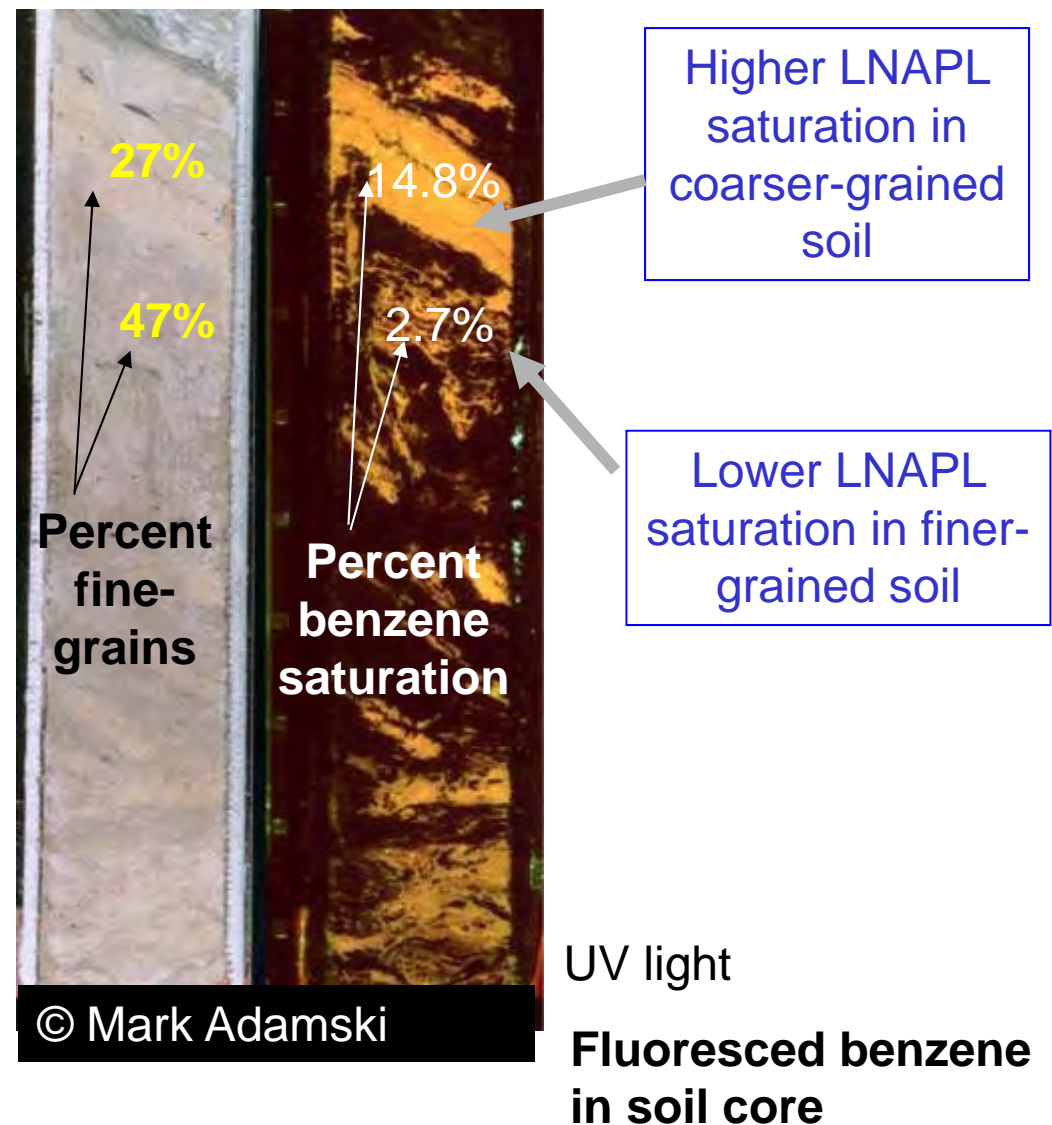 27%
47%
Percent
fine-
grains
14.8%
2.7%
Percent
benzene
saturation
Higher LNAPL
saturation in
coarser-grained
soil
Lower LNAPL
saturation in finer-
grained soil
UV light
© Mark Adamski
Fluoresced benzene
in soil core